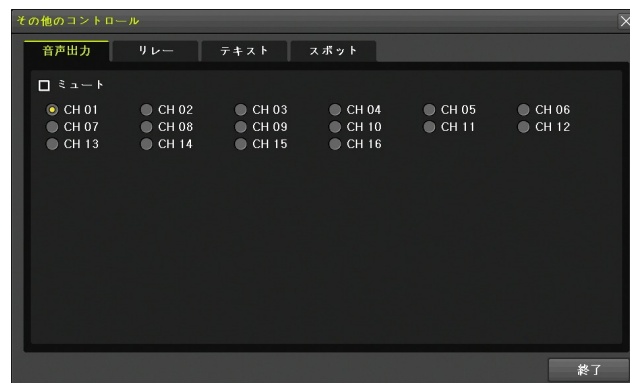 その他のコントロール
音声出力 リレー テキスト スポット
ミュート
CH 01 CH 02 CH 03 CH 04 CH 05 CH 06
CH 07 CH 08 CH 09 CH 10 CH 11 CH 12
CH 13 CH 14 CH 15 CH 16
終了